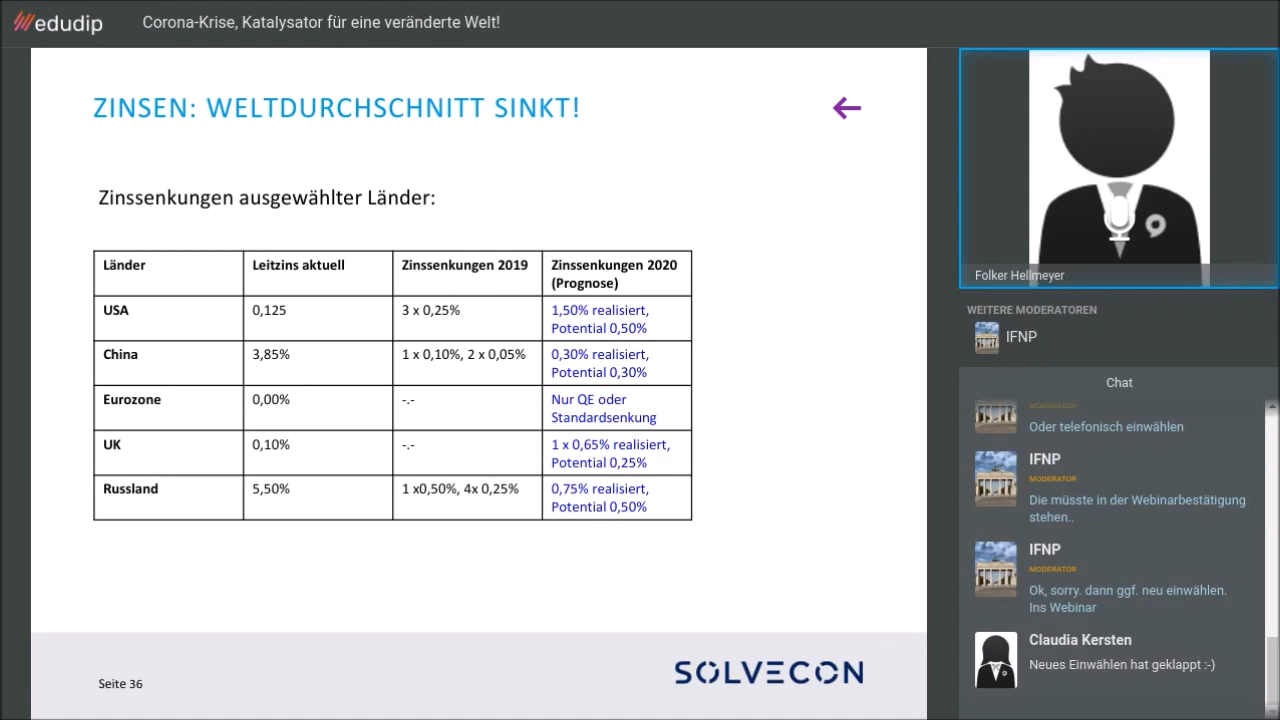 edudip
Corona-Krise, Katalysator für eine veränderte Welt!
ZINSEN: WELTDURCHSCHNITT SINKT!
Zinssenkungen ausgewählter Länder:
Länder Leitzins aktuell Zinssenkungen 2019 Zinssenkungen 2020
(Prognose)
USA 0,125 3 x 0,25% 1,50% realisiert,
Potential 0,50%
China 3,85% 1 x 0,10%, 2 x 0,05% 0,30% realisiert,
Potential 0,30%
Eurozone 0,00% -.- Nur QE oder
Standardsenkung
UK 0,10% -.- 1 x 0,65% realisiert,
Potential 0,25%
Russland 5,50% 1 x0,50%, 4x 0,25% 0,75% realisiert,
Potential 0,50%
Seite 36
SOLVECON
Folker Hellmeyer
WEITERE MODERATOREN
IFNP
Chat
MODERATOR
Oder telefonisch einwählen
IFNP
MODERATOR
Die müsste in der Webinarbestätigung
stehen..
IFNP
MODERATOR
Ok, sorry. dann ggf. neu einwählen.
Ins Webinar
Claudia Kersten
Neues Einwählen hat geklappt :-)